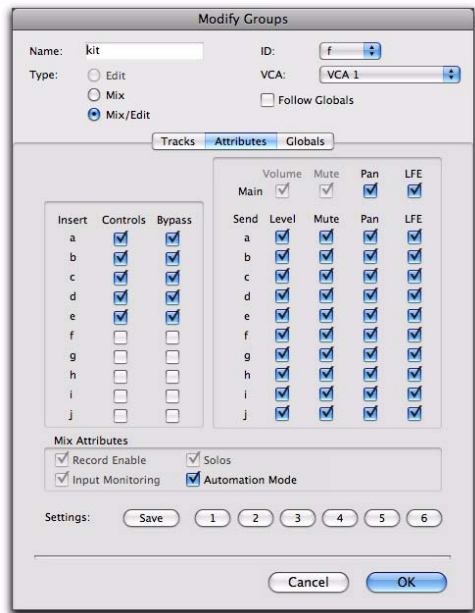 Modify Groups
Name: kit ID: f
Type: Edit VCA: VCA 1
Mix Follow Globals
Mix/Edit
Tracks Attributes Globals
Volume Mute Pan LFE
Main
Insert Controls Bypass Send Level Mute Pan LFE
a a
b b
c c
d d
e e
f f
g g
h h
i i
j j
Mix Attributes
Record Enable Solos
Input Monitoring Automation Mode
Settings: Save 1 2 3 4 5 6
Cancel OK